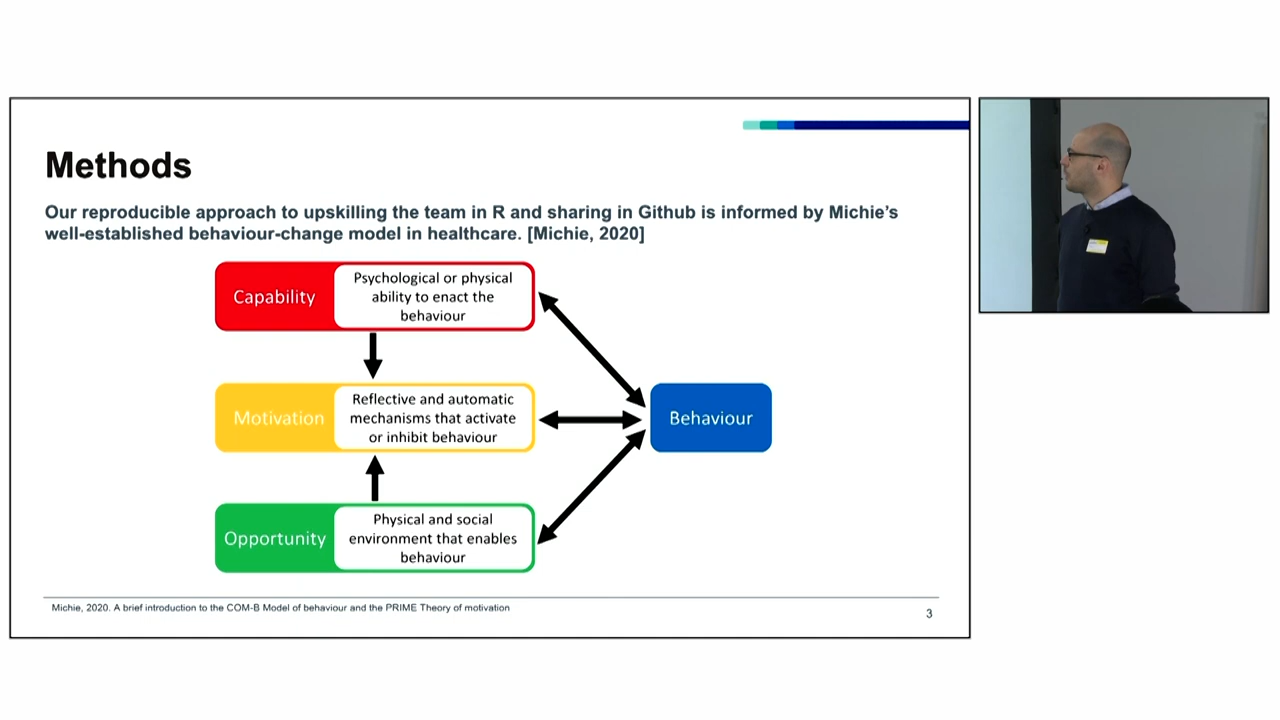 Methods
Our reproducible approach to upskilling the team in R and sharing in Github is informed by Michie's
well-established behaviour-change model in healthcare. [Michie, 2020]
Capability
Psychological or physical
ability to enact the
behaviour
Motivation
Reflective and automatic
mechanisms that activate
or inhibit behaviour
Behaviour
Opportunity
Physical and social
environment that enables
behaviour
Michie, 2020. A brief introduction to the COM-B Model of behaviour and the PRIME Theory of motivation
3